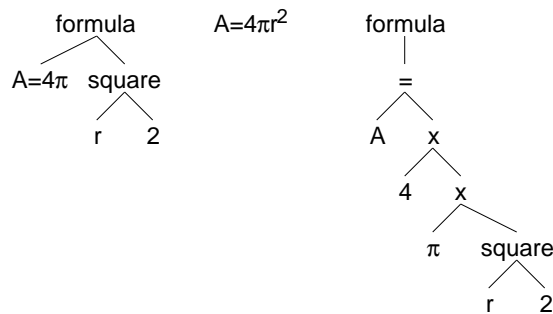 formula A=4πr² formula
A=4π square =
r 2 A x
4 x
π square
r 2